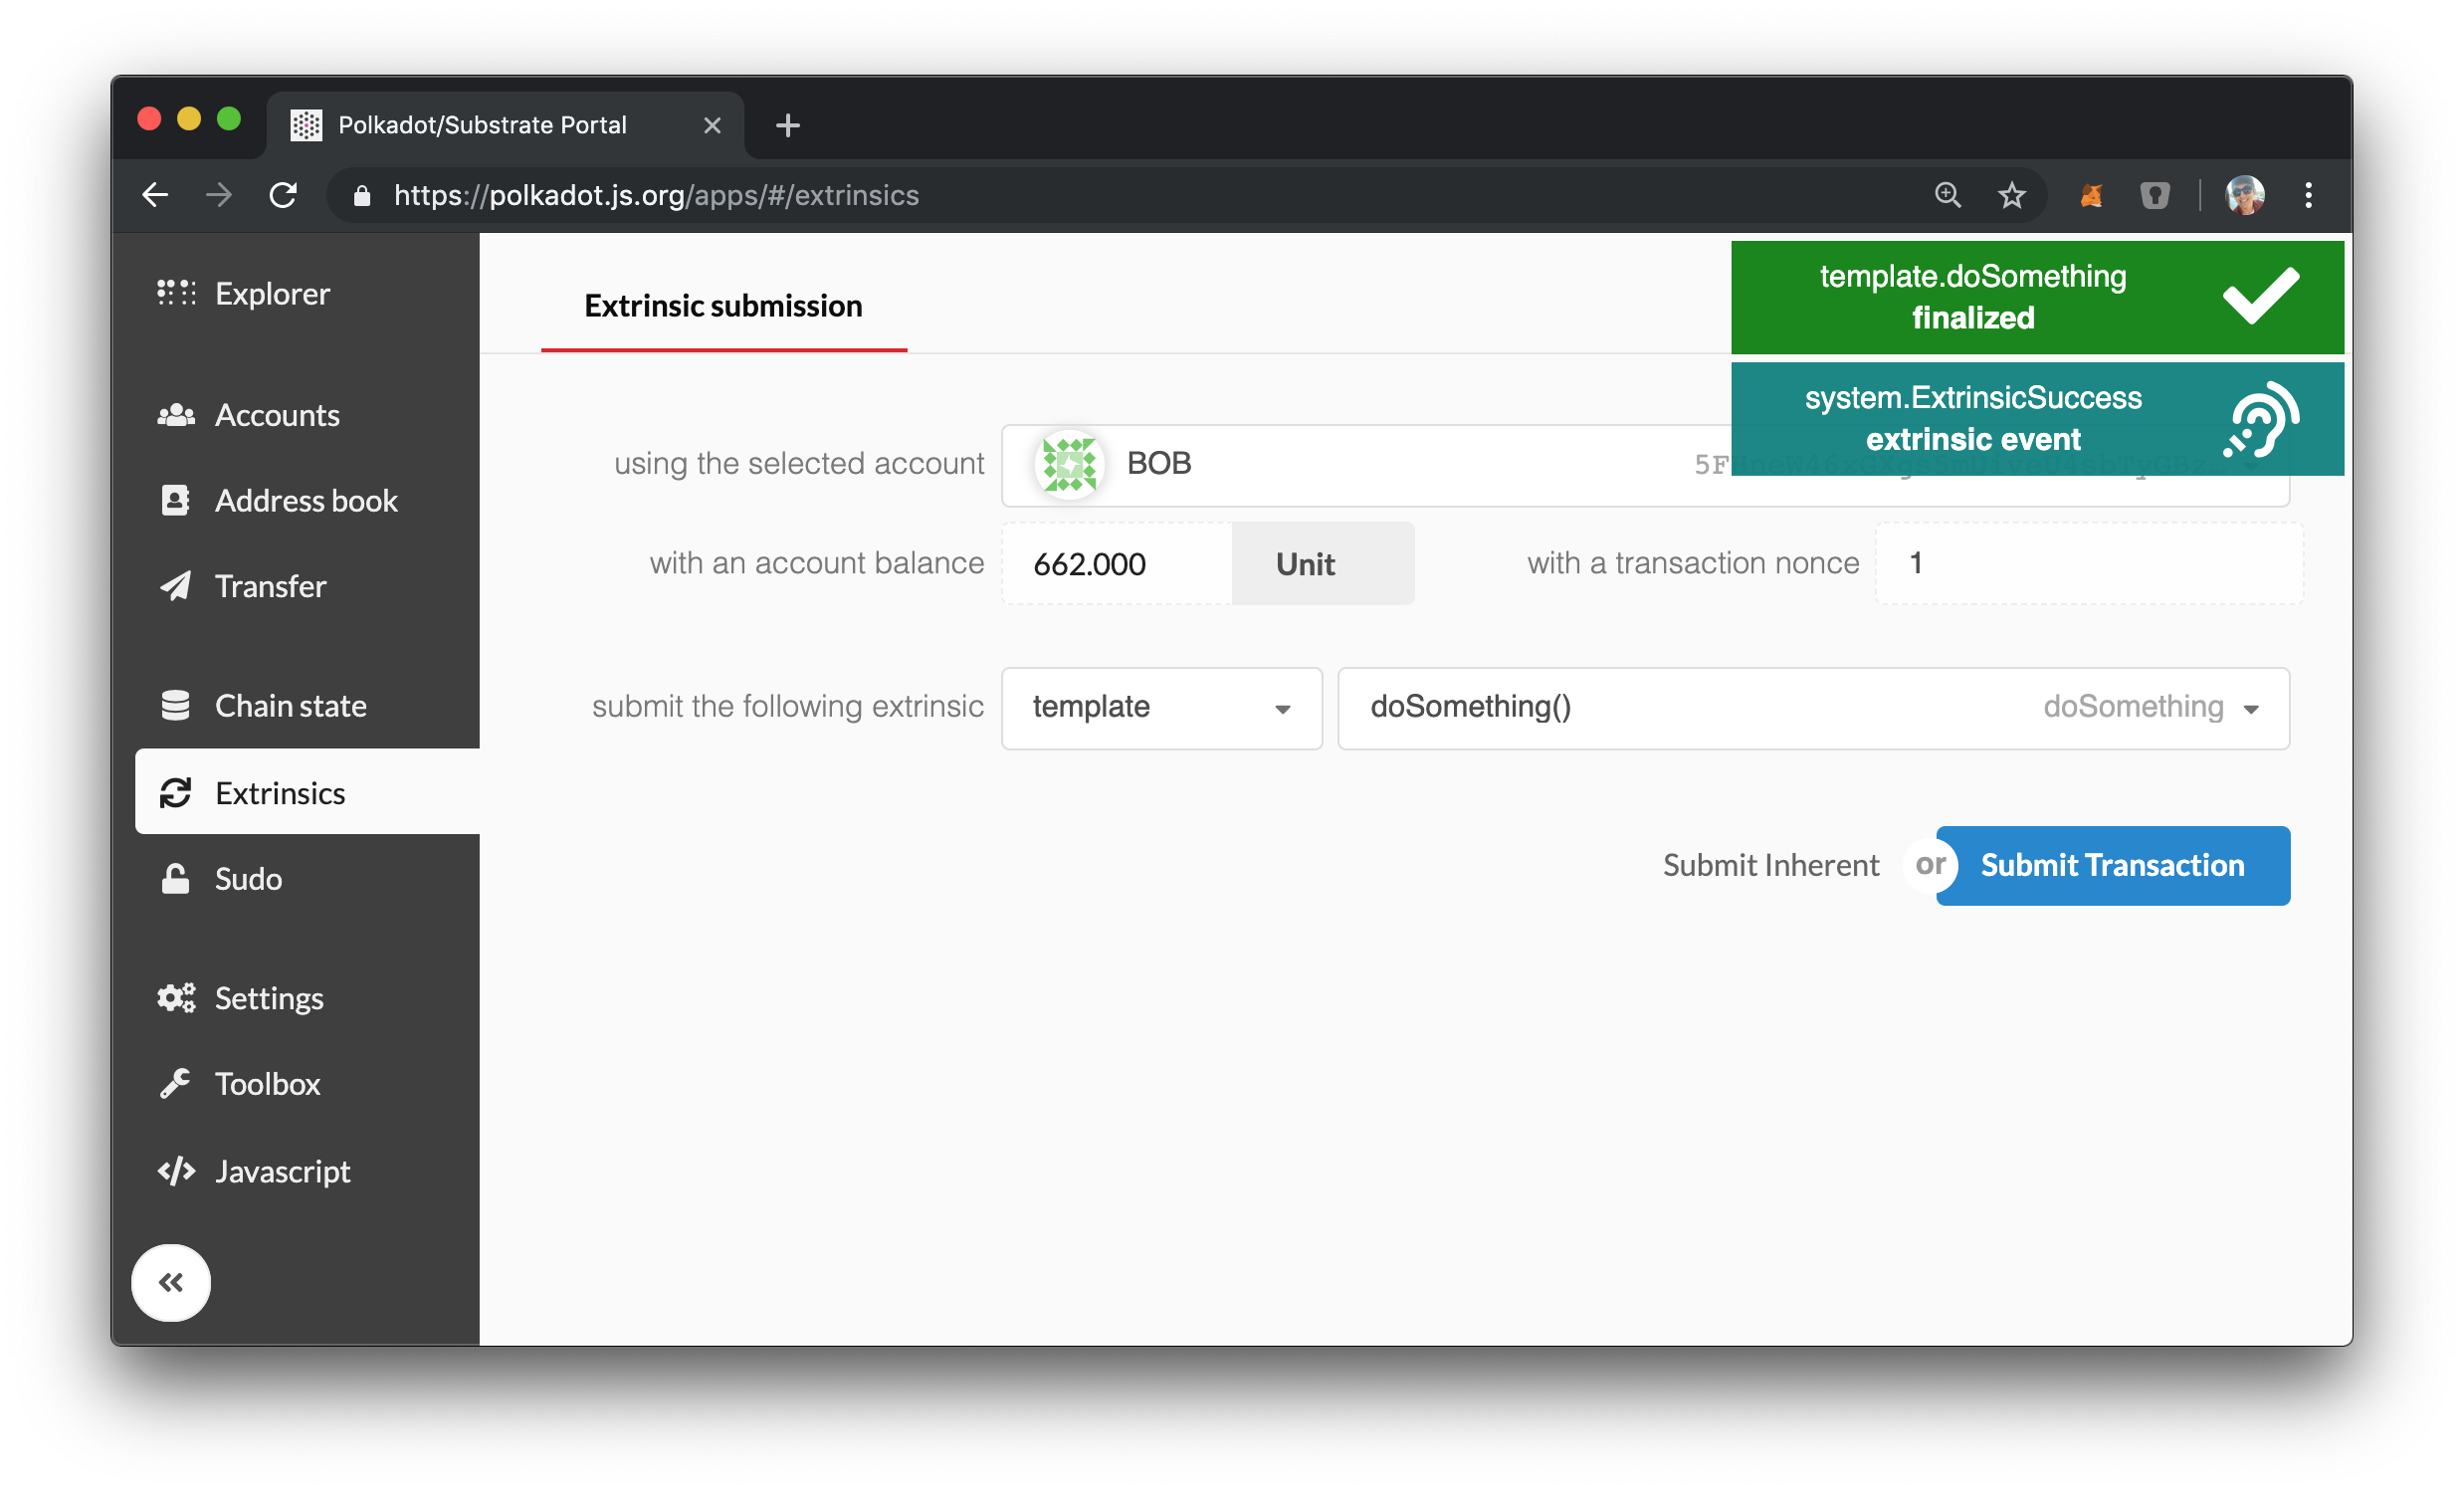 Polkadot/Substrate Portal
https://polkadot.js.org/apps/#/extrinsics
Explorer
Accounts
Address book
Transfer
Chain state
Extrinsics
Sudo
Settings
Toolbox
Javascript
Extrinsic submission
template.doSomething
finalized
system.ExtrinsicSuccess
extrinsic event
using the selected account BOB
with an account balance 662.000 Unit with a transaction nonce 1
submit the following extrinsic template doSomething() doSomething
Submit Inherent or Submit Transaction